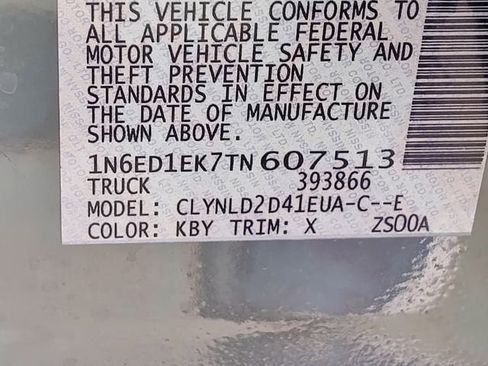 THIS VEHICLE CONFORMS TO
ALL APPLICABLE FEDERAL
MOTOR VEHICLE SAFETY AND
THEFT PREVENTION
STANDARDS IN EFFECT ON
THE DATE OF MANUFACTURE
SHOWN ABOVE.
1N6ED1EK7TN607513
TRUCK 393866
MODEL: CLYNLD2D41EUA-C--E
COLOR: KBY TRIM: X ZS00A